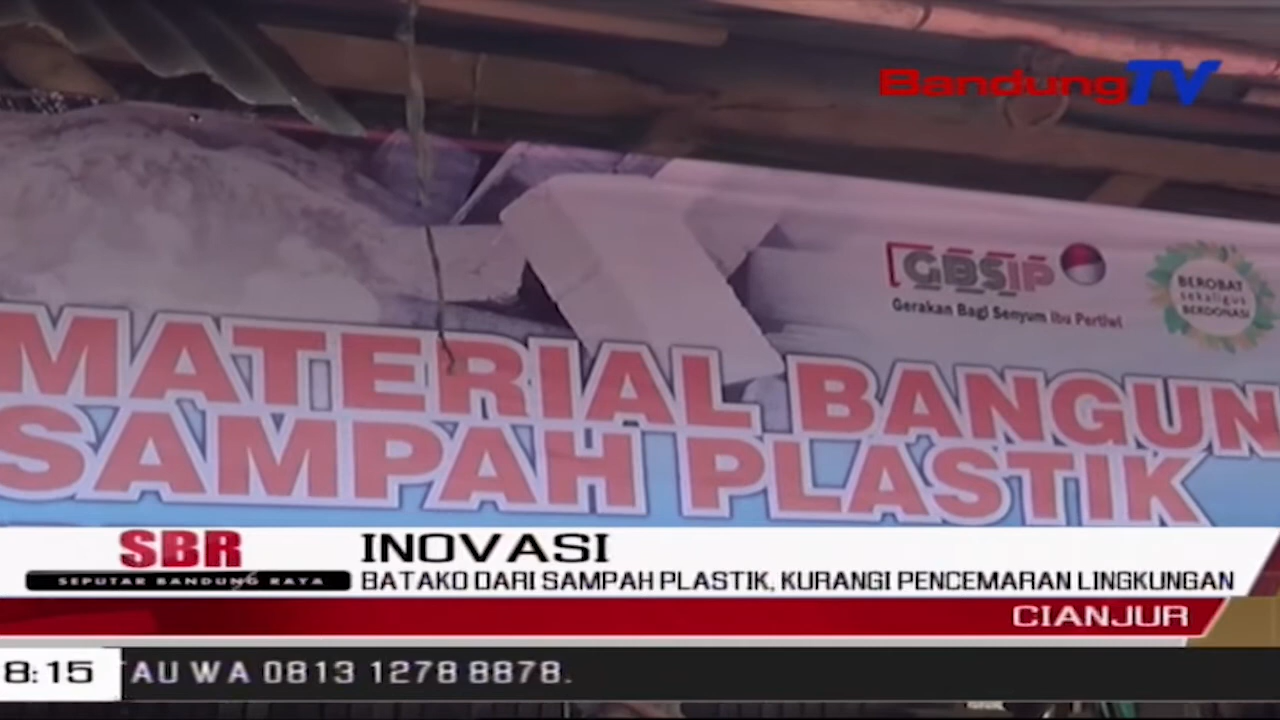 BandungTV
GBSIP
Gerakan Bagi Senyum Ibu Pertiwi
BEROBAT
sekaligus
BERDONASI
MATERIAL BANGUN
SAMPAH PLASTIK
SBR
SEPUTAR BANDUNG RAYA
INOVASI
BATAKO DARI SAMPAH PLASTIK, KURANGI PENCEMARAN LINGKUNGAN
CIANJUR
8:15
TAU WA 0813 1278 8878.